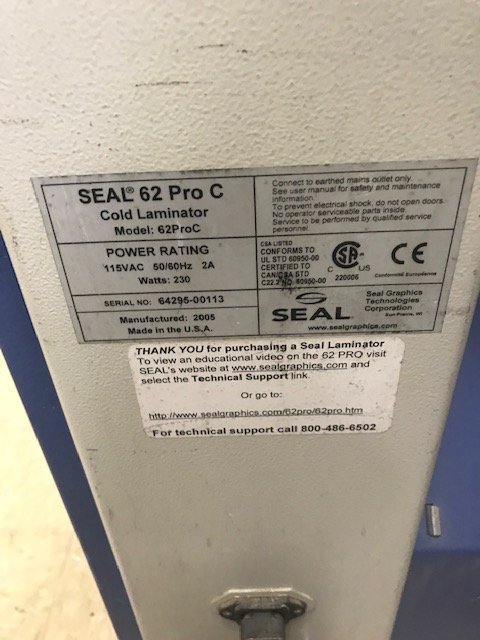 SEAL® 62 Pro C
Cold Laminator
Model: 62ProC
POWER RATING
115VAC 50/60Hz 2A
Watts: 230
SERIAL NO: 64295-00113
Manufactured: 2005
Made in the U.S.A.
Connect to earthed mains outlet only.
See user manual for safety and maintenance
information.
To prevent electrical shock, do not open doors.
No operator serviceable parts inside.
Service to be performed by qualified service
personnel
CSA LISTED
CONFORMS TO
UL STD 60950-00
CERTIFIED TO
CAN/CSA STD
C22.2 NO. 60950-00
C US
220006
CE
Conformité Européenne
SEAL
Seal Graphics
Technologies
Corporation
Sun Prairie, WI
www.sealgraphics.com
THANK YOU for purchasing a Seal Laminator
To view an educational video on the 62 PRO visit
SEAL's website at www.sealgraphics.com and
select the Technical Support link.
Or go to:
http://www.sealgraphics.com/62pro/62pro.htm
For technical support call 800-486-6502